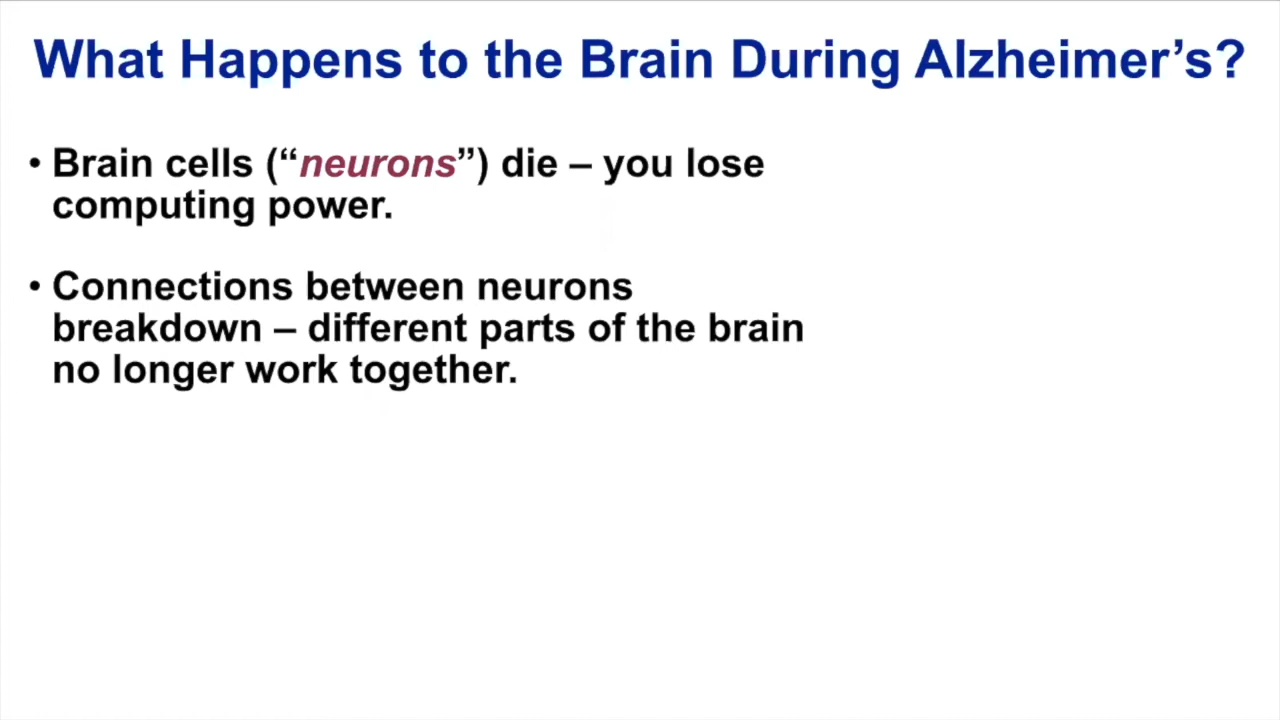 What Happens to the Brain During Alzheimer’s?
• Brain cells (“neurons”) die – you lose
computing power.
• Connections between neurons
breakdown – different parts of the brain
no longer work together.